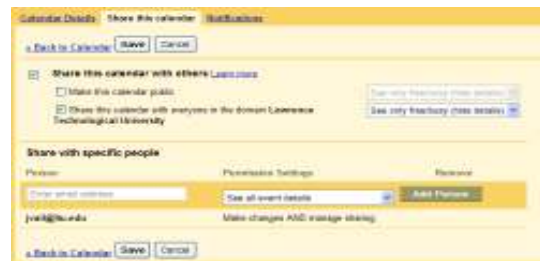 Calendar Details Share this calendar Notifications
« Back to Calendar Save Cancel
Share this calendar with others Learn more
Make this calendar public See only free/busy (hide details)
Share this calendar with everyone in the domain Lawrence See only free/busy (hide details)
Technological University
Share with specific people
Person Permission Settings Remove
Enter email address See all event details Add Person
Make changes AND manage sharing
« Back to Calendar Save Cancel